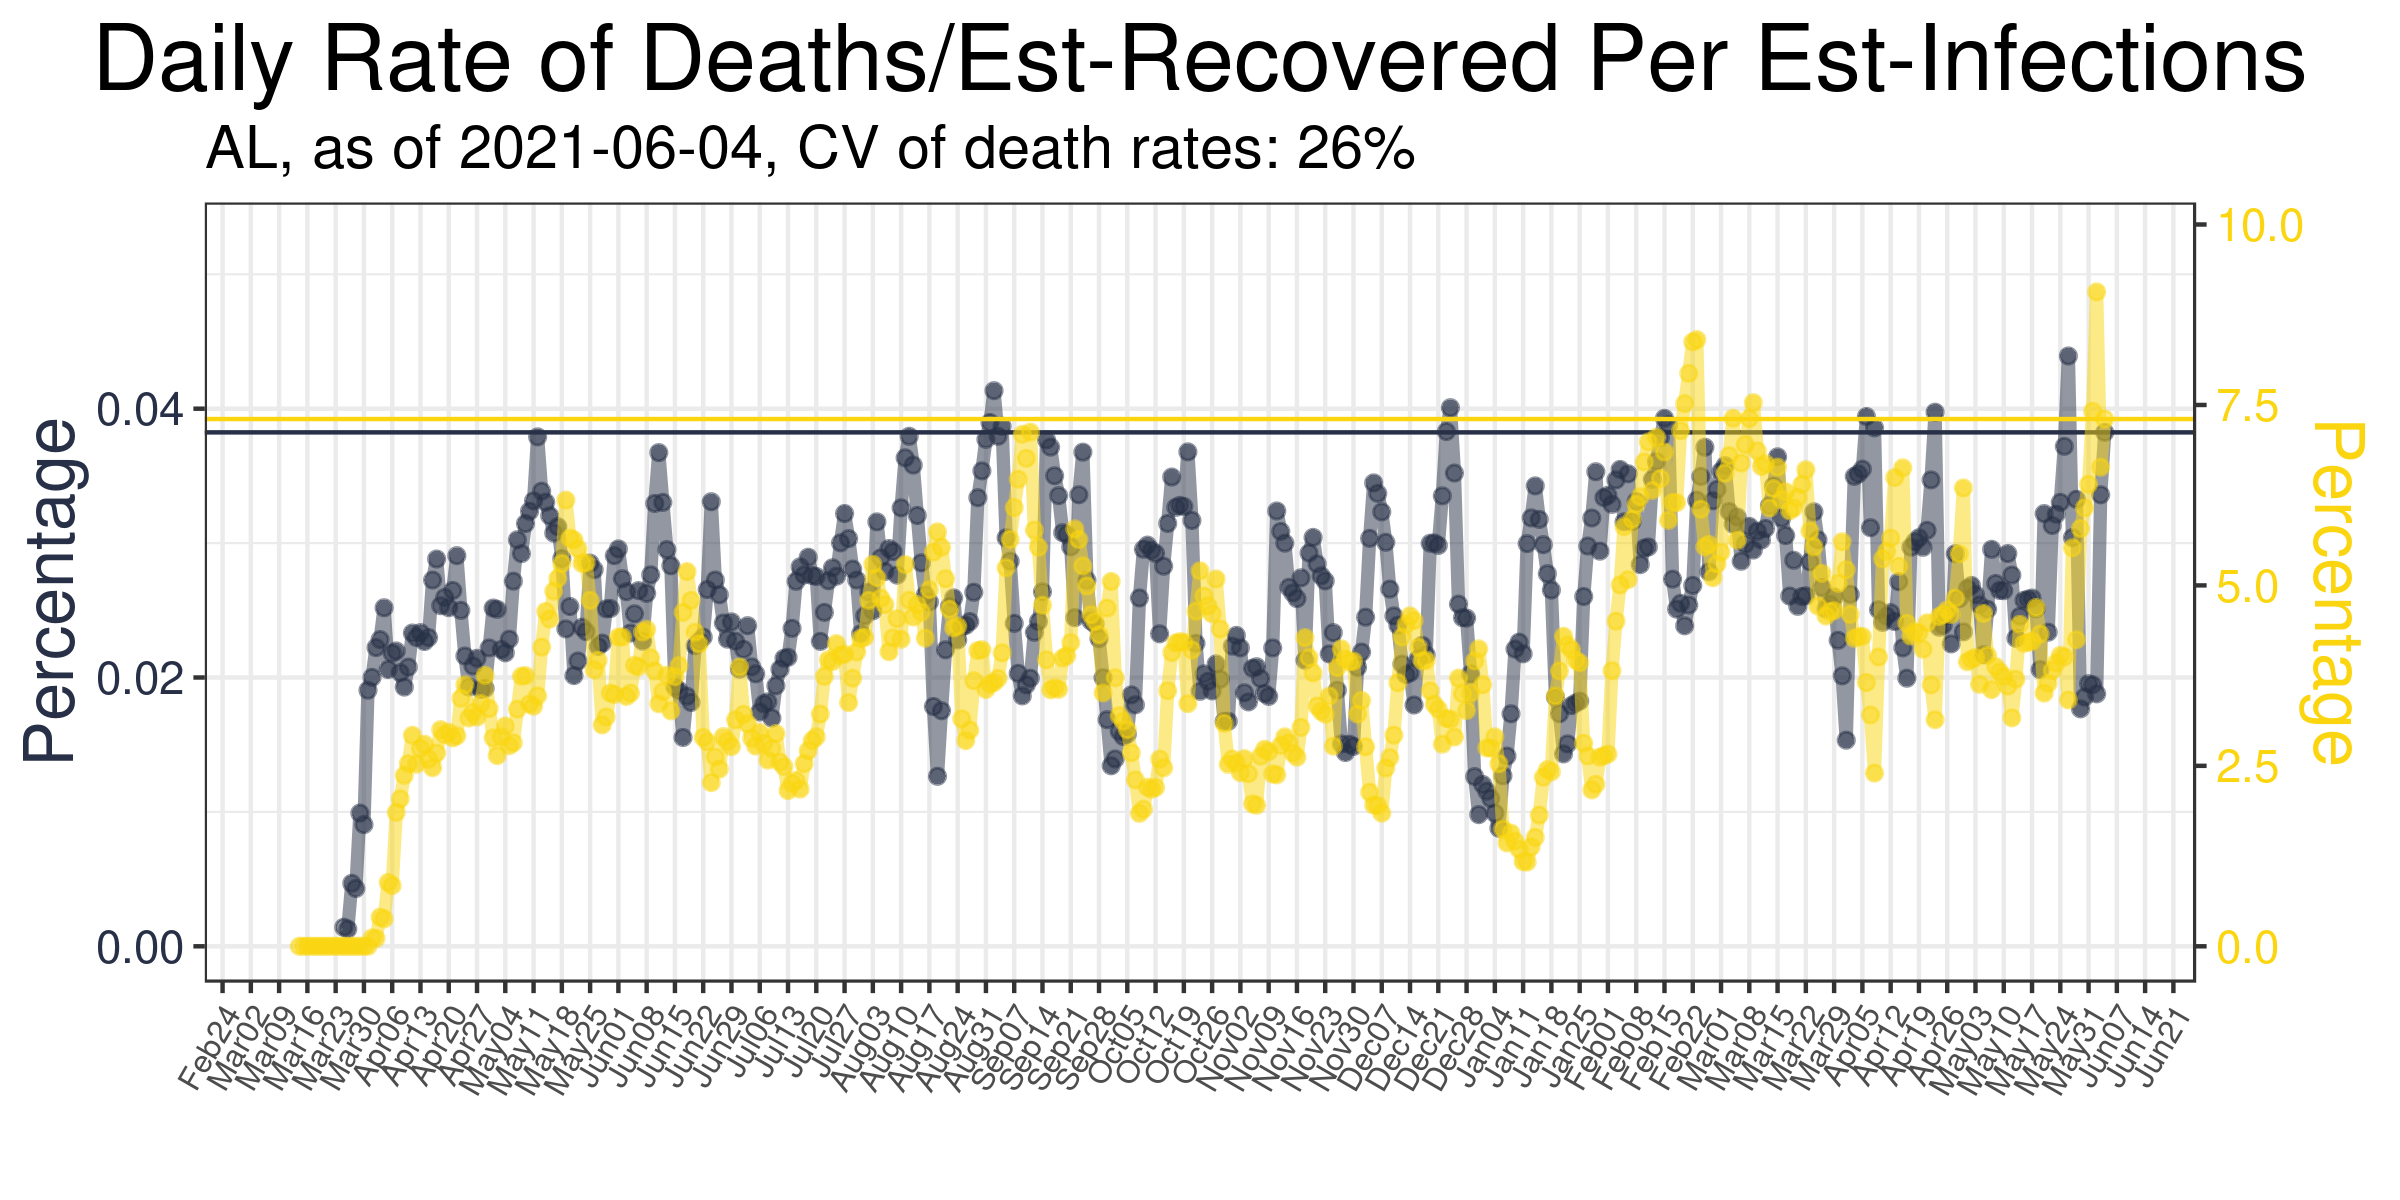 Daily Rate of Deaths/Est-Recovered Per Est-Infections
AL, as of 2021-06-04, CV of death rates: 26%
Percentage
0.04
0.02
0.00
10.0
7.5
5.0
2.5
0.0
Percentage
Feb24
Mar02
Mar09
Mar16
Mar23
Mar30
Apr06
Apr13
Apr20
Apr27
May04
May11
May18
May25
Jun01
Jun08
Jun15
Jun22
Jun29
Jul06
Jul13
Jul20
Jul27
Aug03
Aug10
Aug17
Aug24
Aug31
Sep07
Sep14
Sep21
Sep28
Oct05
Oct12
Oct19
Oct26
Nov02
Nov09
Nov16
Nov23
Nov30
Dec07
Dec14
Dec21
Dec28
Jan04
Jan11
Jan18
Jan25
Feb01
Feb08
Feb15
Feb22
Mar01
Mar08
Mar15
Mar22
Mar29
Apr05
Apr12
Apr19
Apr26
May03
May10
May17
May24
May31
Jun07
Jun14
Jun21